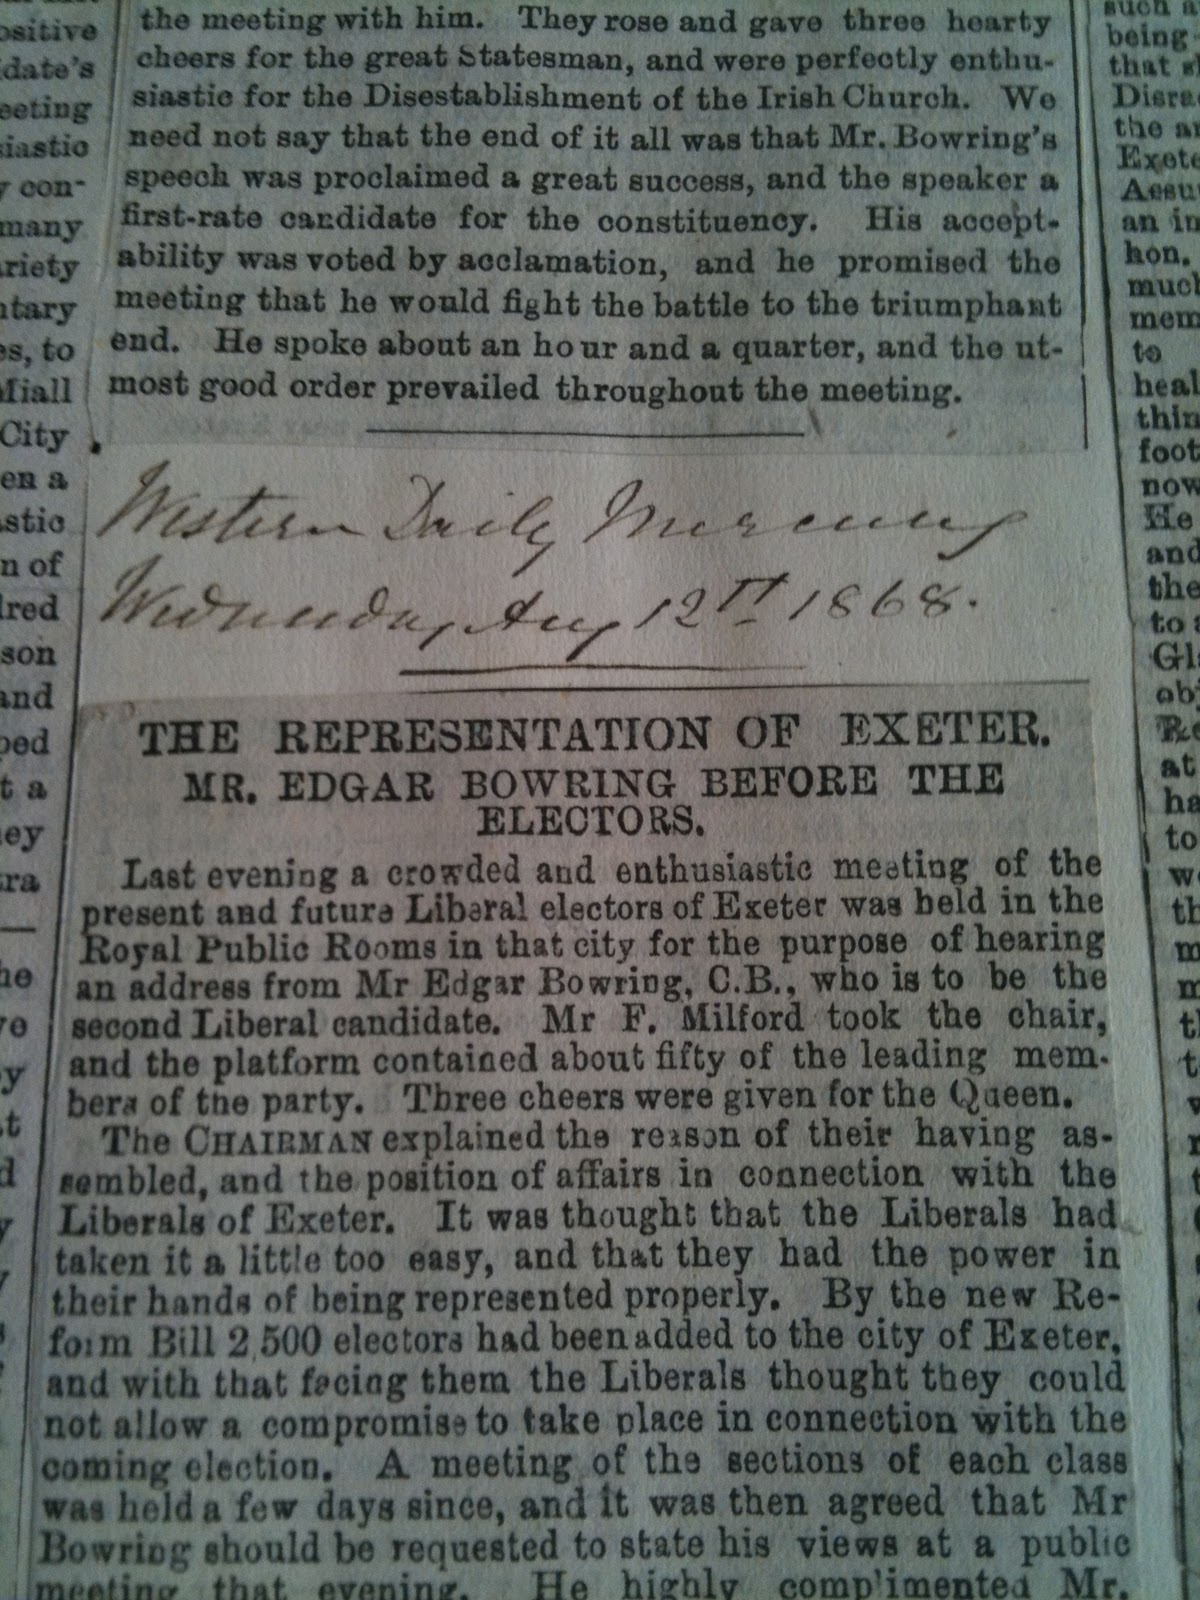 the meeting with him. They rose and gave three hearty
cheers for the great Statesman, and were perfectly enthu-
siastic for the Disestablishment of the Irish Church. We
need not say that the end of it all was that Mr. Bowring's
speech was proclaimed a great success, and the speaker a
first-rate candidate for the constituency. His accept-
ability was voted by acclamation, and he promised the
meeting that he would fight the battle to the triumphant
end. He spoke about an hour and a quarter, and the ut-
most good order prevailed throughout the meeting.
Western Daily Mercury
Wednesday Aug 12th 1868.
THE REPRESENTATION OF EXETER.
MR. EDGAR BOWRING BEFORE THE
ELECTORS.
Last evening a crowded and enthusiastic meeting of the
present and future Liberal electors of Exeter was held in the
Royal Public Rooms in that city for the purpose of hearing
an address from Mr Edgar Bowring, C.B., who is to be the
second Liberal candidate. Mr F. Milford took the chair,
and the platform contained about fifty of the leading mem-
bers of the party. Three cheers were given for the Queen.
The CHAIRMAN explained the reason of their having as-
sembled, and the position of affairs in connection with the
Liberals of Exeter. It was thought that the Liberals had
taken it a little too easy, and that they had the power in
their hands of being represented properly. By the new Re-
form Bill 2,500 electors had been added to the city of Exeter,
and with that facing them the Liberals thought they could
not allow a compromise to take place in connection with the
coming election. A meeting of the sections of each class
was held a few days since, and it was then agreed that Mr
Bowring should be requested to state his views at a public
meeting that evening. He highly complimented Mr.